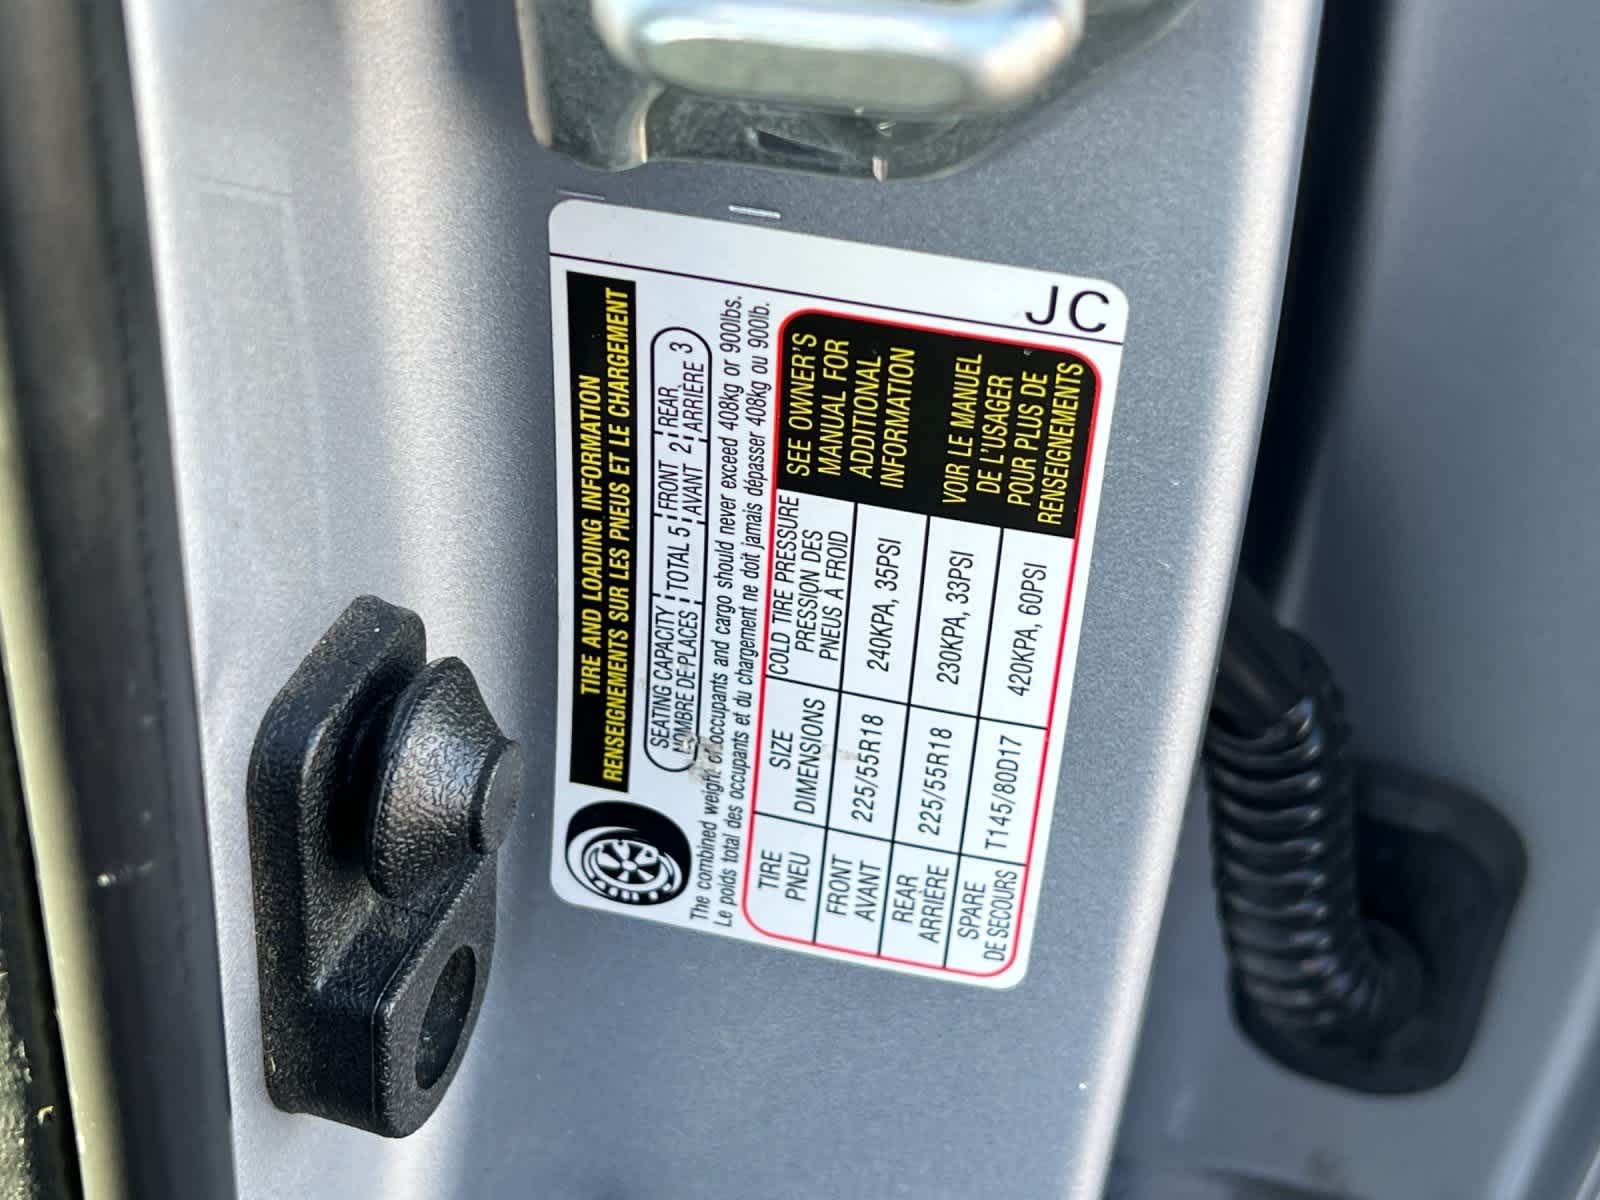 JC
TIRE AND LOADING INFORMATION
RENSEIGNEMENTS SUR LES PNEUS ET LE CHARGEMENT
SEATING CAPACITY TOTAL 5 FRONT 2 REAR 3
NOMBRE DE PLACES AVANT ARRIÈRE
The combined weight of occupants and cargo should never exceed 408kg or 900lbs.
Le poids total des occupants et du chargement ne doit jamais dépasser 408kg ou 900lb.
TIRE SIZE COLD TIRE PRESSURE
PNEU DIMENSIONS PRESSION DES
PNEUS À FROID
FRONT
AVANT 225/55R18 240KPA, 35PSI
REAR
ARRIÈRE 225/55R18 230KPA, 33PSI
SPARE
DE SECOURS T145/80D17 420KPA, 60PSI
SEE OWNER'S
MANUAL FOR
ADDITIONAL
INFORMATION
VOIR LE MANUEL
DE L'USAGER
POUR PLUS DE
RENSEIGNEMENTS